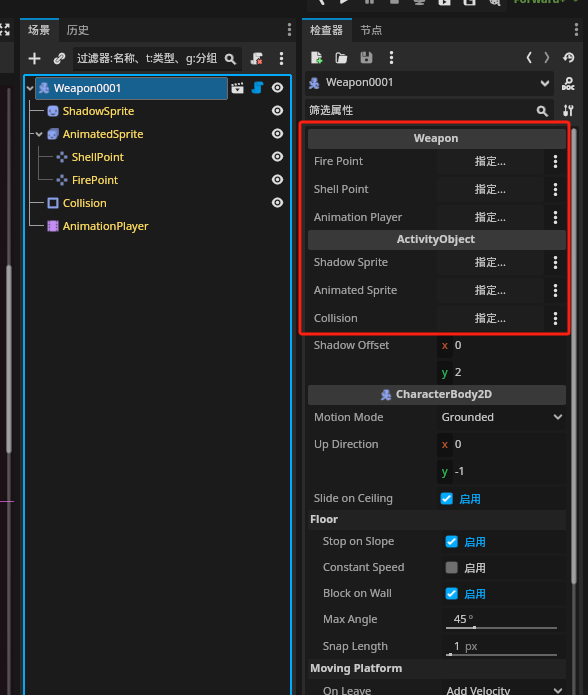 Forward+
场景
历史
过滤器:名称、t:类型、g:分组
Weapon0001
ShadowSprite
AnimatedSprite
ShellPoint
FirePoint
Collision
AnimationPlayer
检查器
节点
Weapon0001
DOC
筛选属性
Weapon
Fire Point 指定...
Shell Point 指定...
Animation Player 指定...
ActivityObject
Shadow Sprite 指定...
Animated Sprite 指定...
Collision 指定...
Shadow Offset x 0
y 2
CharacterBody2D
Motion Mode Grounded
Up Direction x 0
y -1
Slide on Ceiling 启用
Floor
Stop on Slope 启用
Constant Speed 启用
Block on Wall 启用
Max Angle 45 °
Snap Length 1 px
Moving Platform
On Leave Add Velocity